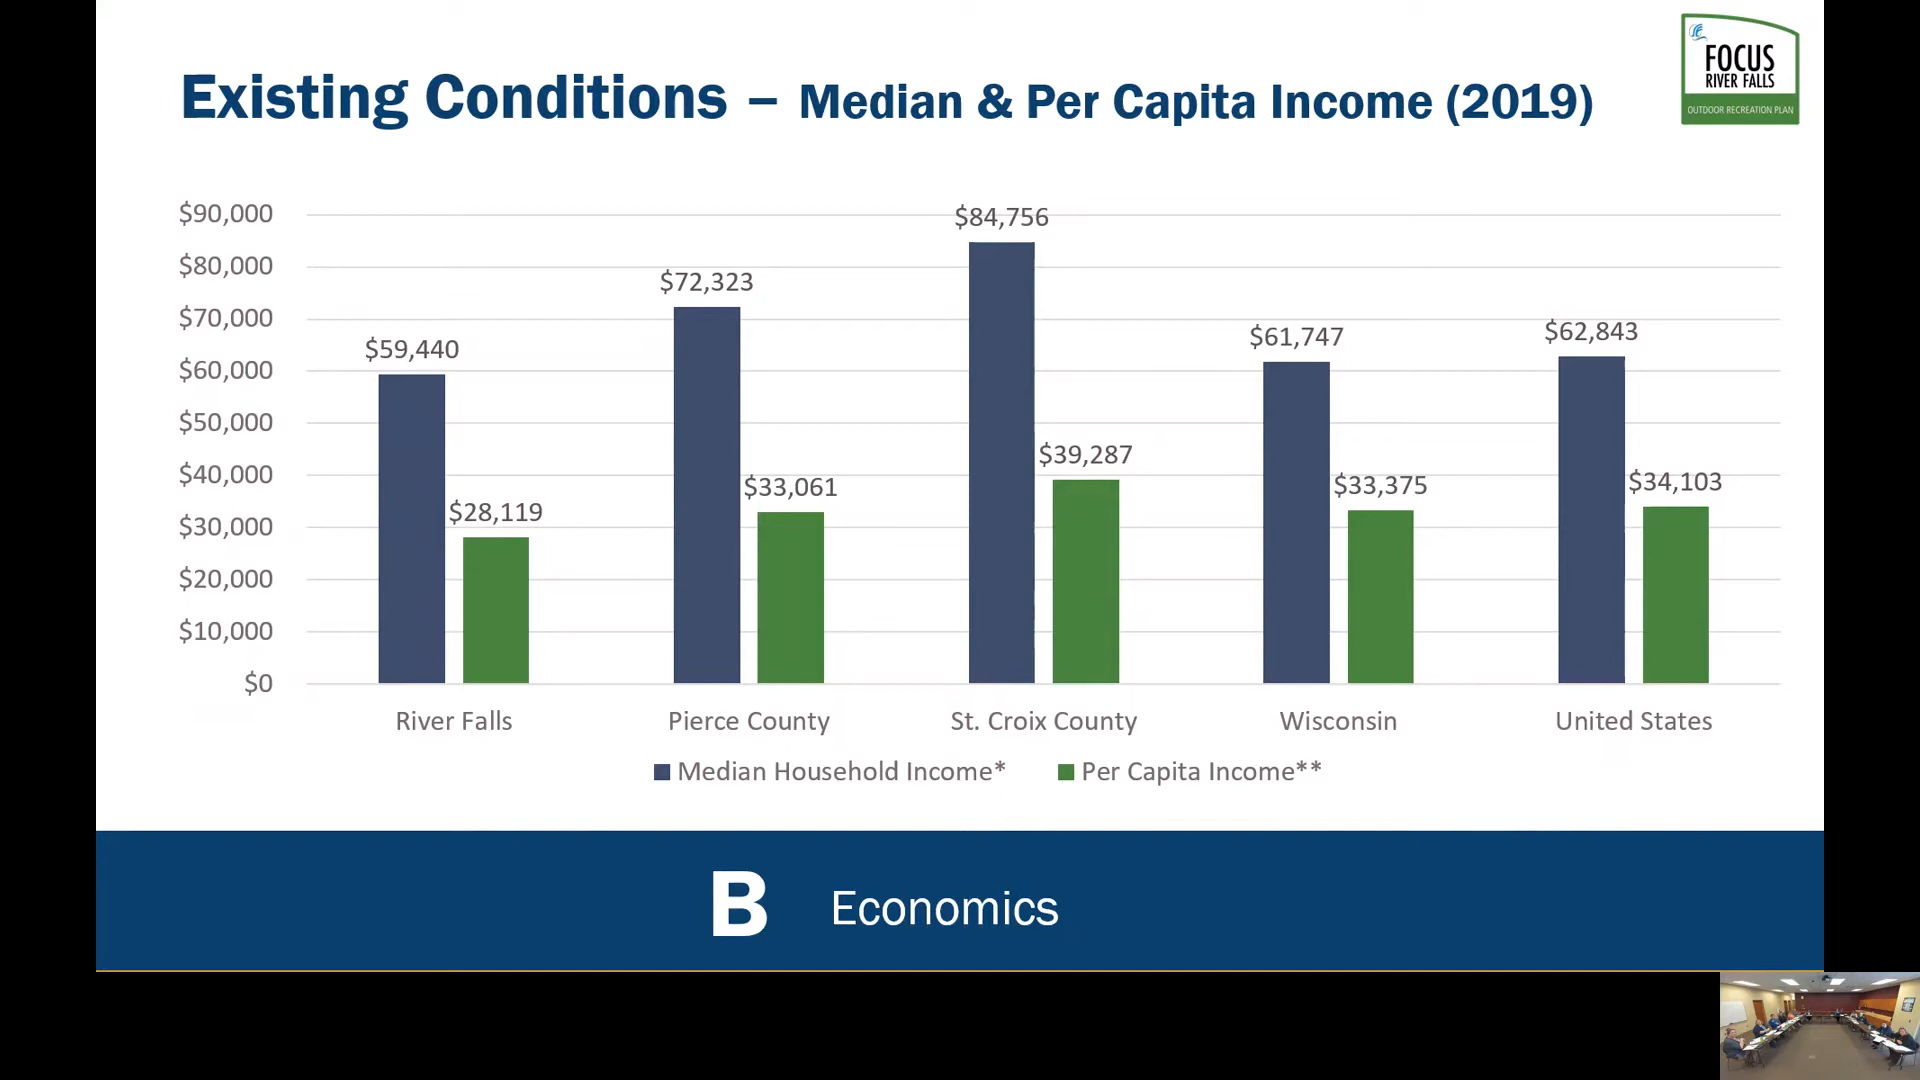 Existing Conditions – Median & Per Capita Income (2019)
FOCUS
RIVER FALLS
OUTDOOR RECREATION PLAN
$90,000
$80,000
$70,000
$60,000
$50,000
$40,000
$30,000
$20,000
$10,000
$0
$59,440
$28,119
$72,323
$33,061
$84,756
$39,287
$61,747
$33,375
$62,843
$34,103
River Falls
Pierce County
St. Croix County
Wisconsin
United States
Median Household Income*
Per Capita Income**
B Economics